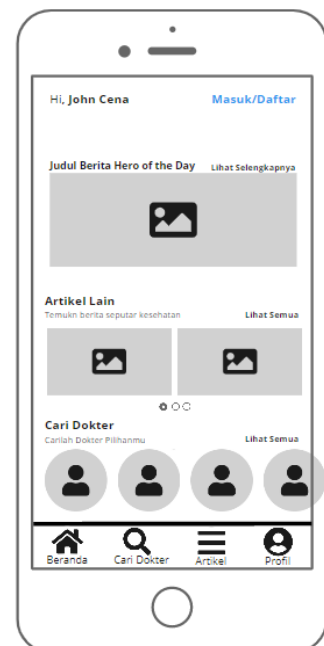 Hi, John Cena
Masuk/Daftar
Judul Berita Hero of the Day
Lihat Selengkapnya
Artikel Lain
Temukn berita seputar kesehatan
Lihat Semua
Cari Dokter
Carilah Dokter Pilihanmu
Lihat Semua
Beranda
Cari Dokter
Artikel
Profil